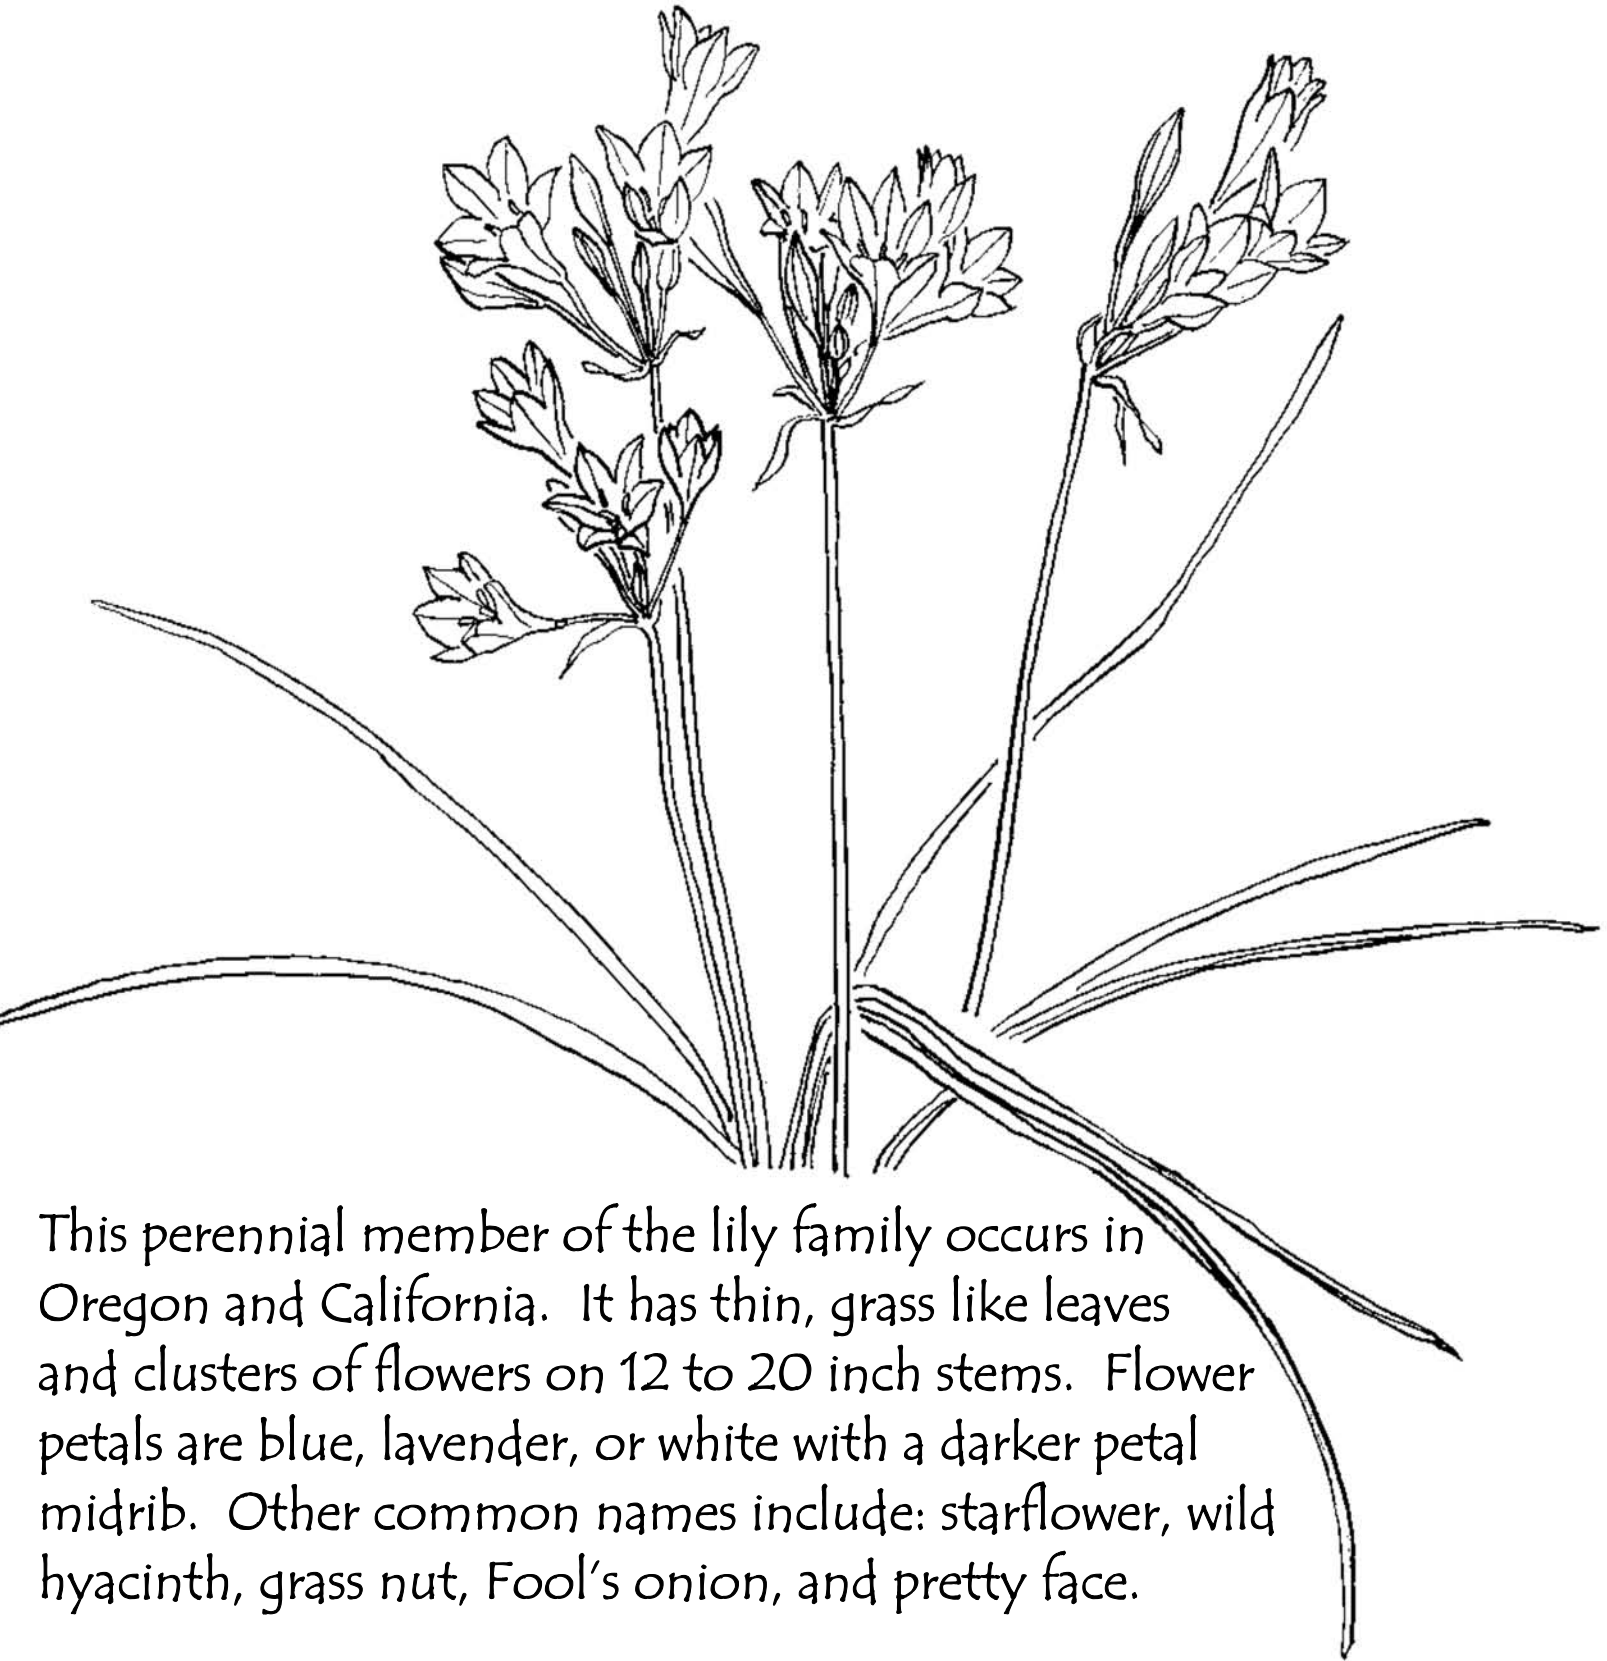 This perennial member of the lily family occurs in
Oregon and California.  It has thin, grass like leaves
and clusters of flowers on 12 to 20 inch stems.  Flower
petals are blue, lavender, or white with a darker petal
midrib.  Other common names include: starflower, wild
hyacinth, grass nut, Fool's onion, and pretty face.